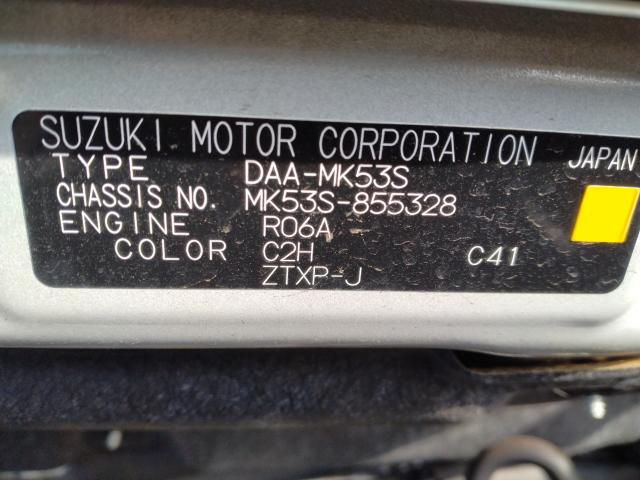 SUZUKI MOTOR CORPORATION JAPAN
TYPE DAA-MK53S
CHASSIS NO. MK53S-855328
ENGINE R06A
COLOR C2H C41
ZTXP-J